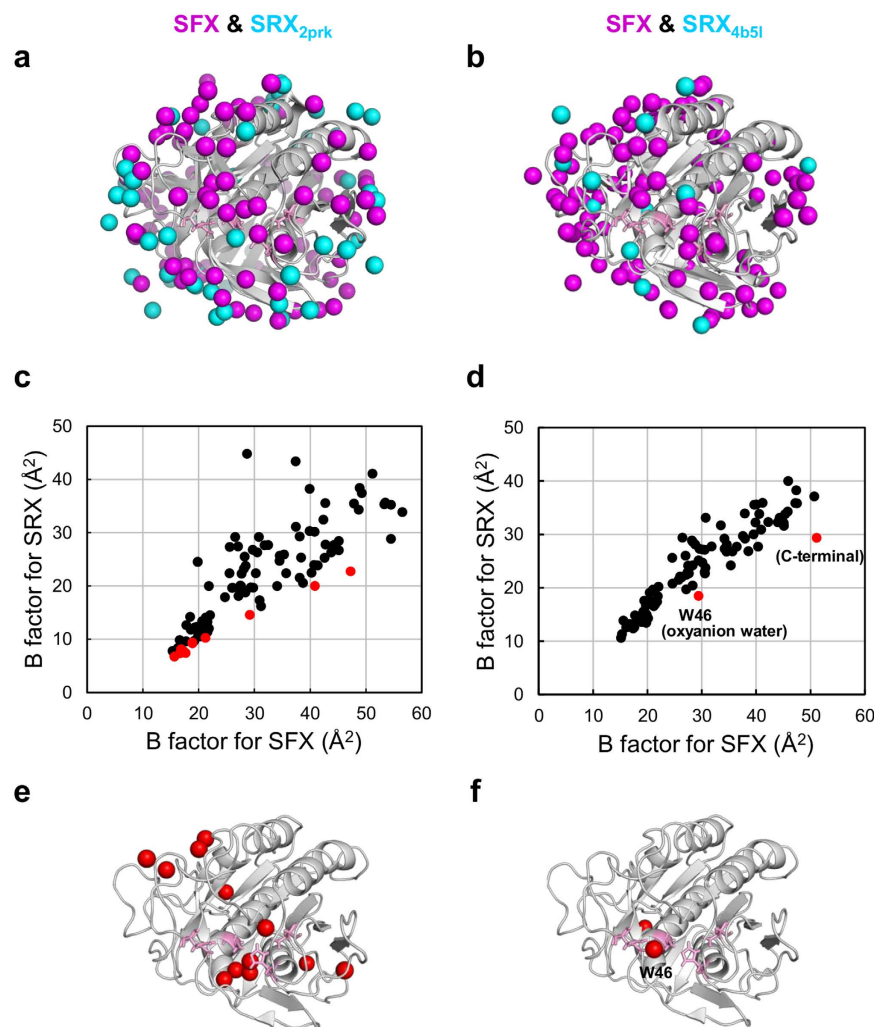 SFX & SRX2prk
SFX & SRX4b5l
a
b
c
d
50
40
30
20
10
0
B factor for SRX (Å²)
0 10 20 30 40 50 60
B factor for SFX (Å²)
50
40
30
20
10
0
B factor for SRX (Å²)
(C-terminal)
W46
(oxyanion water)
0 10 20 30 40 50 60
B factor for SFX (Å²)
e
f
W46